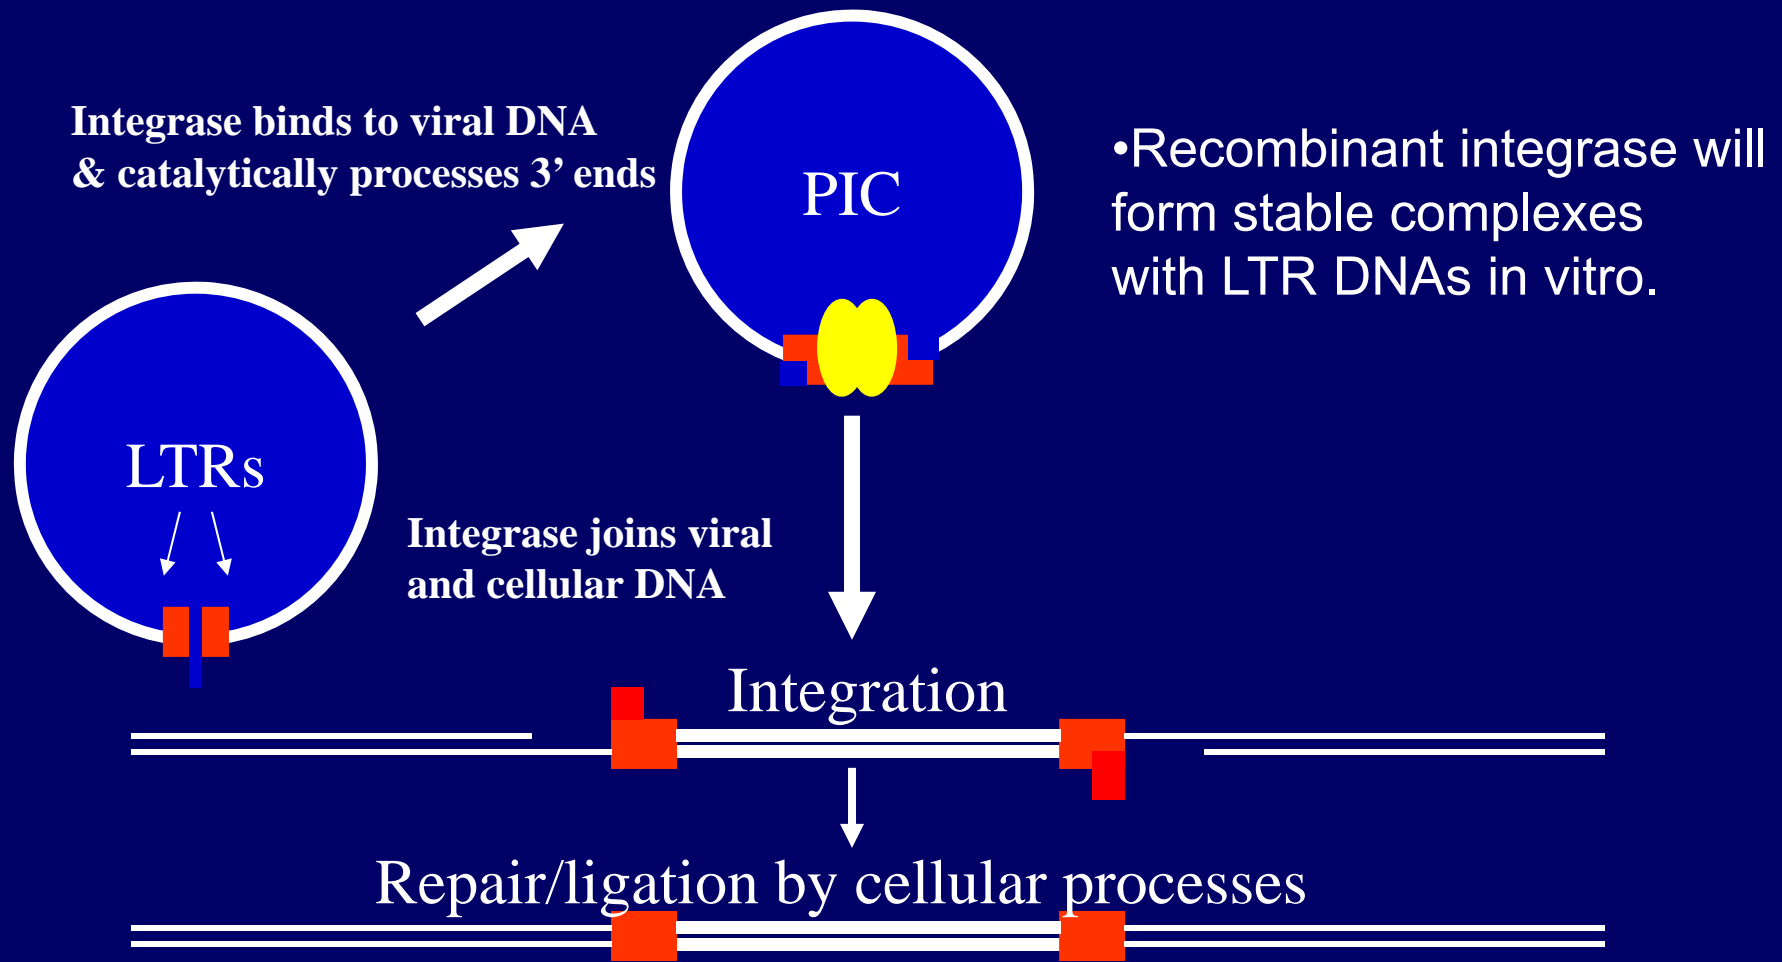 Integrase binds to viral DNA
& catalytically processes 3’ ends
PIC
•Recombinant integrase will
form stable complexes
with LTR DNAs in vitro.
LTRs
Integrase joins viral
and cellular DNA
Integration
Repair/ligation by cellular processes